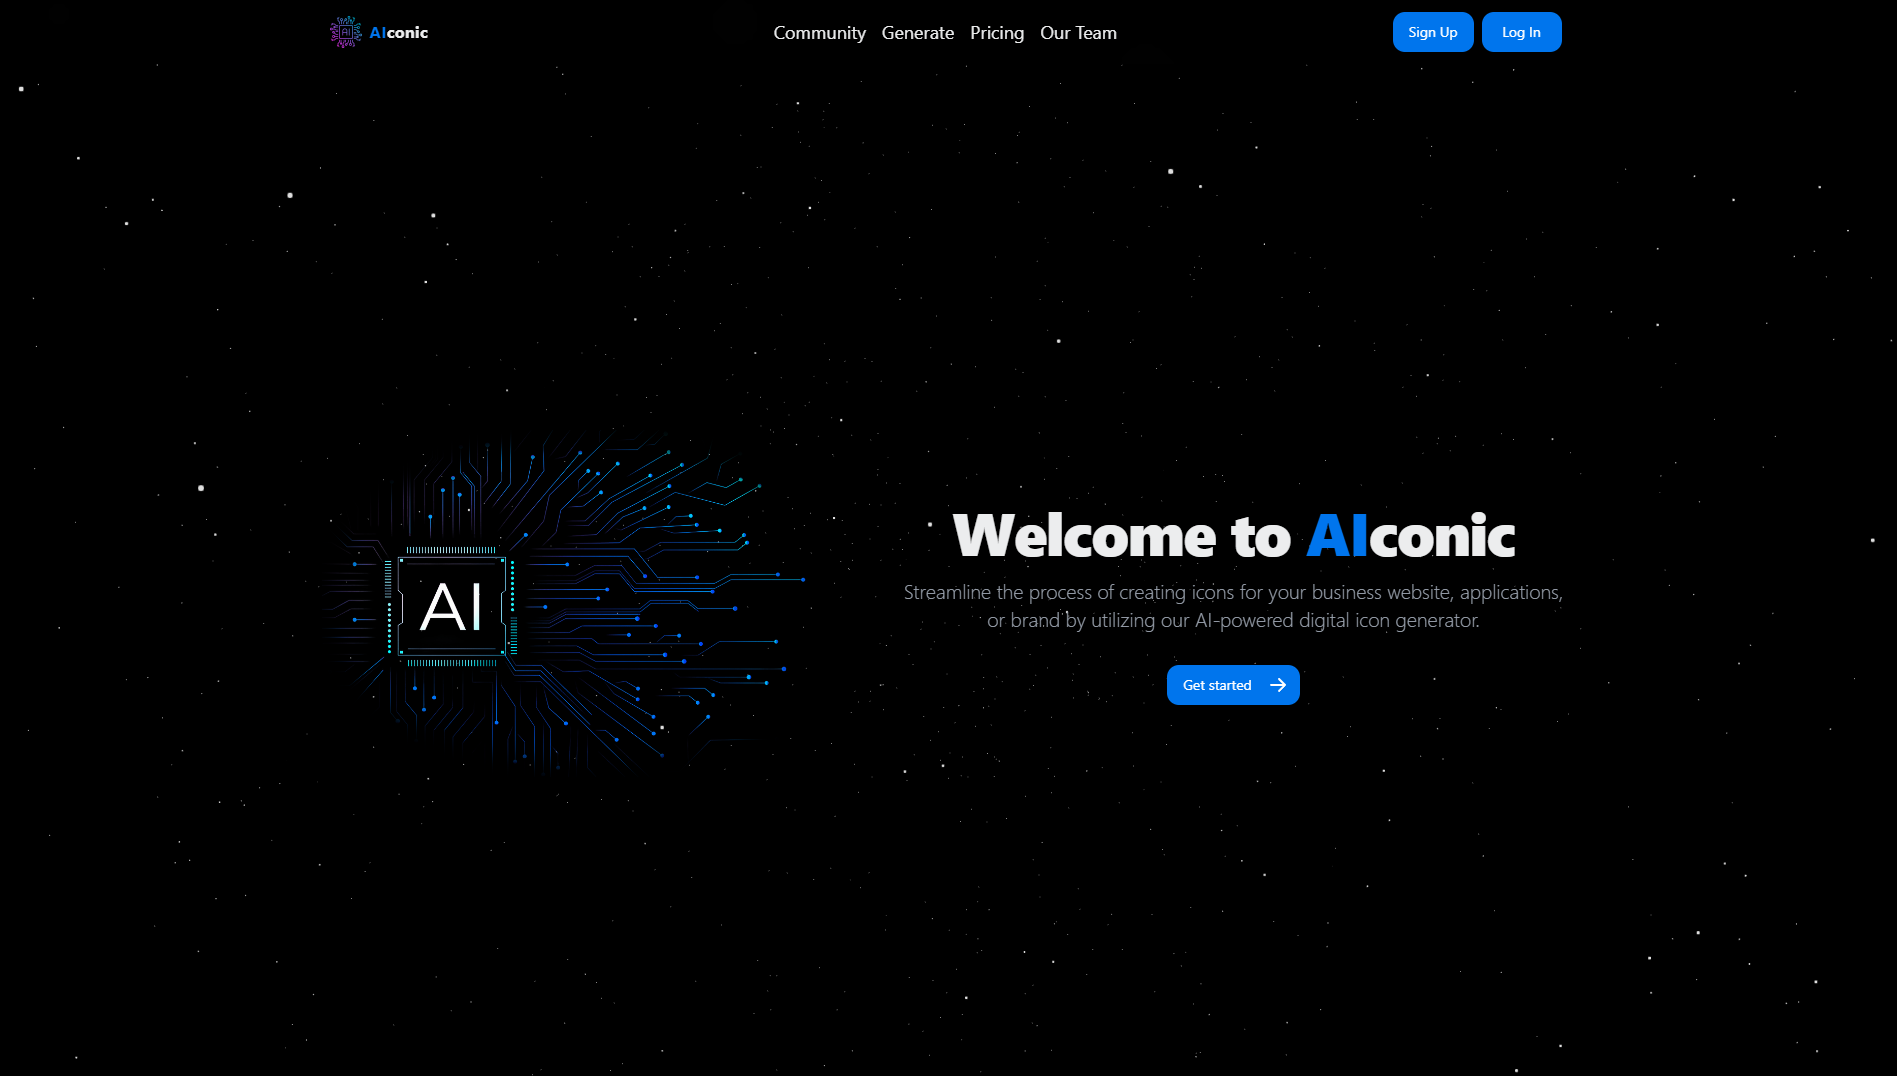 AI
AIconic
Community
Generate
Pricing
Our Team
Sign Up
Log In
AI
Welcome to AIconic
Streamline the process of creating icons for your business website, applications,
or brand by utilizing our AI-powered digital icon generator.
Get started